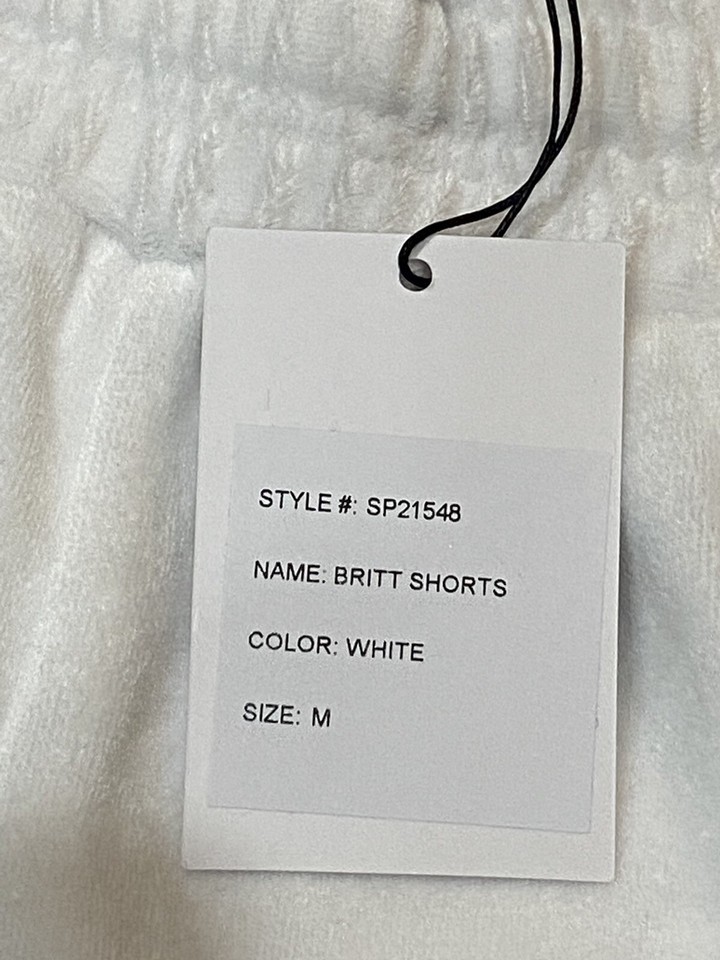 STYLE #: SP21548
NAME: BRITT SHORTS
COLOR: WHITE
SIZE: M